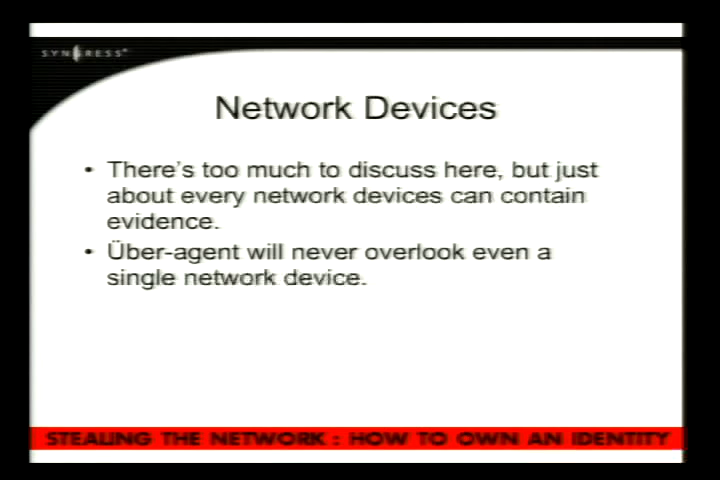 SYNGRESS
Network Devices
• There's too much to discuss here, but just
about every network devices can contain
evidence.
• Über-agent will never overlook even a
single network device.
STEALING THE NETWORK : HOW TO OWN AN IDENTITY